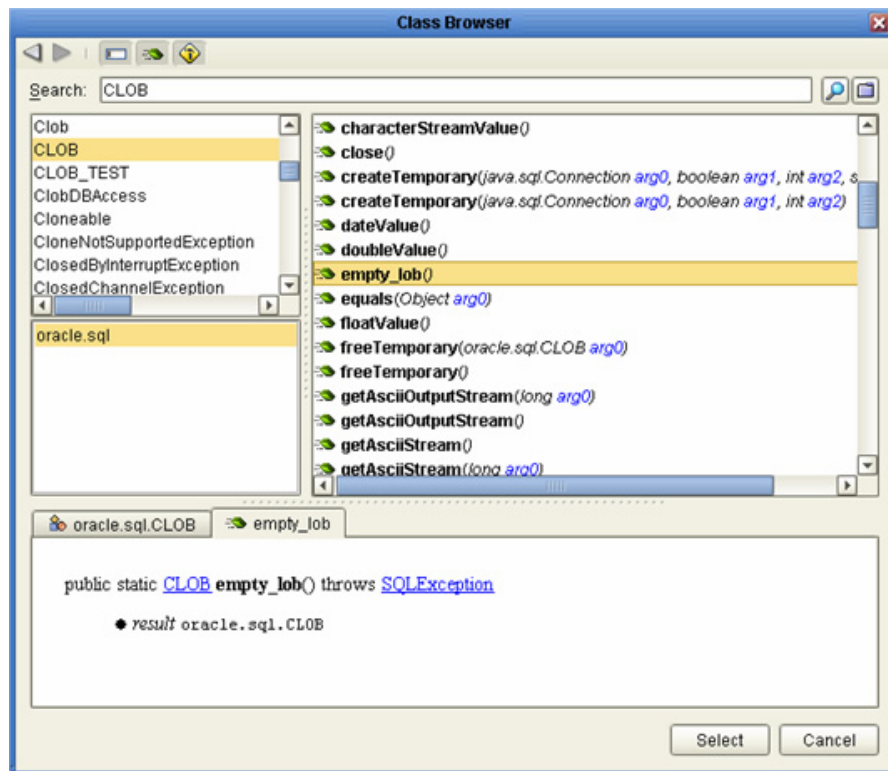 Class Browser
Search: CLOB
Clob
CLOB
CLOB_TEST
ClobDBAccess
Cloneable
CloneNotSupportedException
ClosedByInterruptException
ClosedChannelException
oracle.sql
characterStreamValue()
close()
createTemporary(java.sql.Connection arg0, boolean arg1, int arg2, s
createTemporary(java.sql.Connection arg0, boolean arg1, int arg2)
dateValue()
doubleValue()
empty_lob()
equals(Object arg0)
floatValue()
freeTemporary(oracle.sql.CLOB arg0)
freeTemporary()
getAsciiOutputStream(long arg0)
getAsciiOutputStream()
getAsciiStream()
getAsciiStream(long arg0)
oracle.sql.CLOB empty_lob
public static CLOB empty_lob() throws SQLException
result oracle.sql.CLOB
Select Cancel